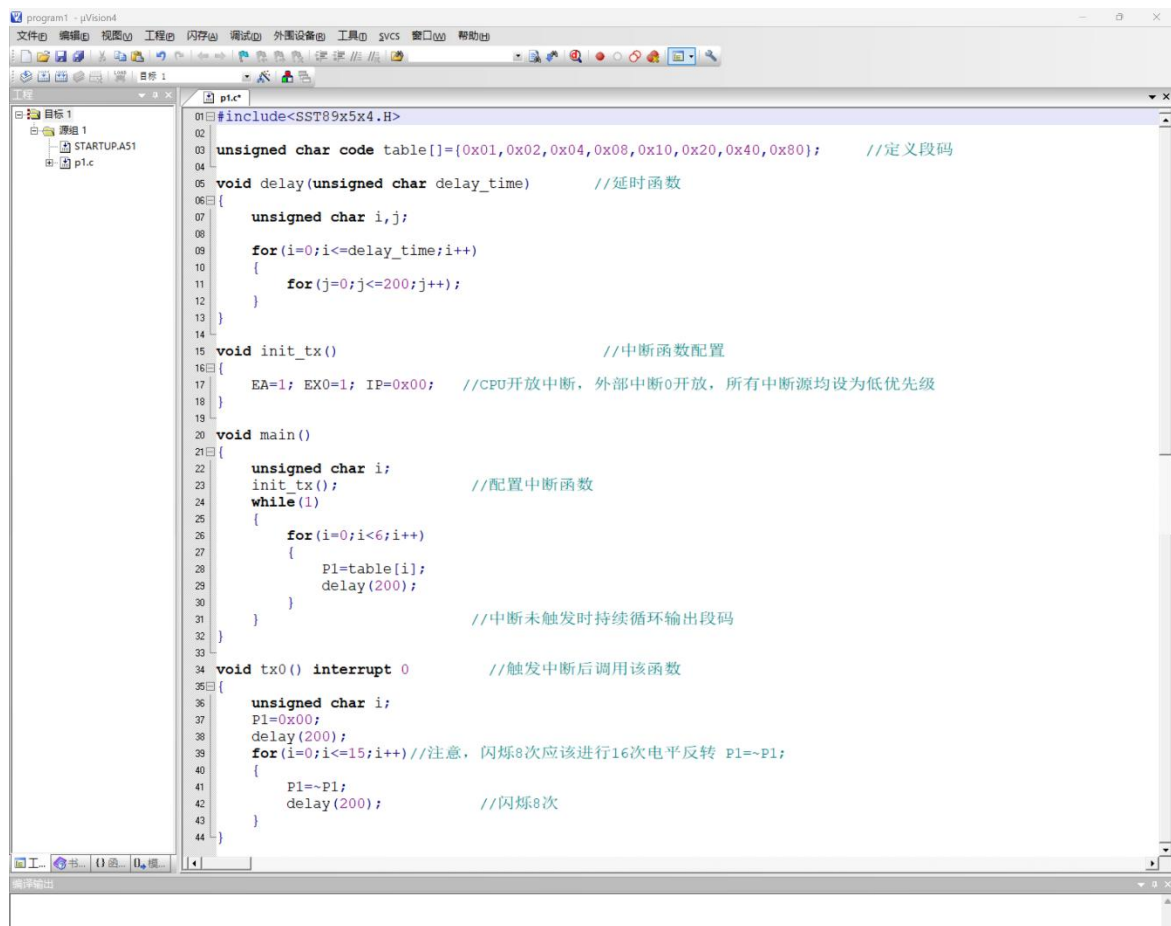 program1 - μVision4
文件(F) 编辑(E) 视图(V) 工程(P) 闪存(A) 调试(D) 外围设备(R) 工具(T) SVCS 窗口(W) 帮助(H)
目标 1
工程
p1.c*
目标 1
源组 1
STARTUP.A51
p1.c
01 #include<SST89x5x4.H>
02
03 unsigned char code table[]={0x01,0x02,0x04,0x08,0x10,0x20,0x40,0x80}; //定义段码
04
05 void delay(unsigned char delay_time) //延时函数
06 {
07 unsigned char i,j;
08
09 for(i=0;i<=delay_time;i++)
10 {
11 for(j=0;j<=200;j++);
12 }
13 }
14
15 void init_tx() //中断函数配置
16 {
17 EA=1; EX0=1; IP=0x00; //CPU开放中断，外部中断0开放，所有中断源均设为低优先级
18 }
19
20 void main()
21 {
22 unsigned char i;
23 init_tx(); //配置中断函数
24 while(1)
25 {
26 for(i=0;i<6;i++)
27 {
28 P1=table[i];
29 delay(200);
30 }
31 } //中断未触发时持续循环输出段码
32 }
33
34 void tx0() interrupt 0 //触发中断后调用该函数
35 {
36 unsigned char i;
37 P1=0x00;
38 delay(200);
39 for(i=0;i<=15;i++)//注意，闪烁8次应该进行16次电平反转 P1=~P1;
40 {
41 P1=~P1;
42 delay(200); //闪烁8次
43 }
44 }
工... 书... {} 函... 0. 模...
编译输出